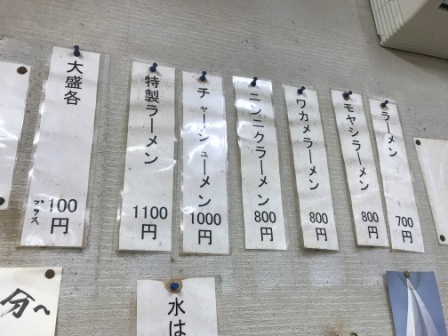 ラーメン 700円
モヤシラーメン 800円
ワカメラーメン 800円
ニンニクラーメン 800円
チャーシューメン 1000円
特製ラーメン 1100円
大盛各 プラス 100円
水は
分へ